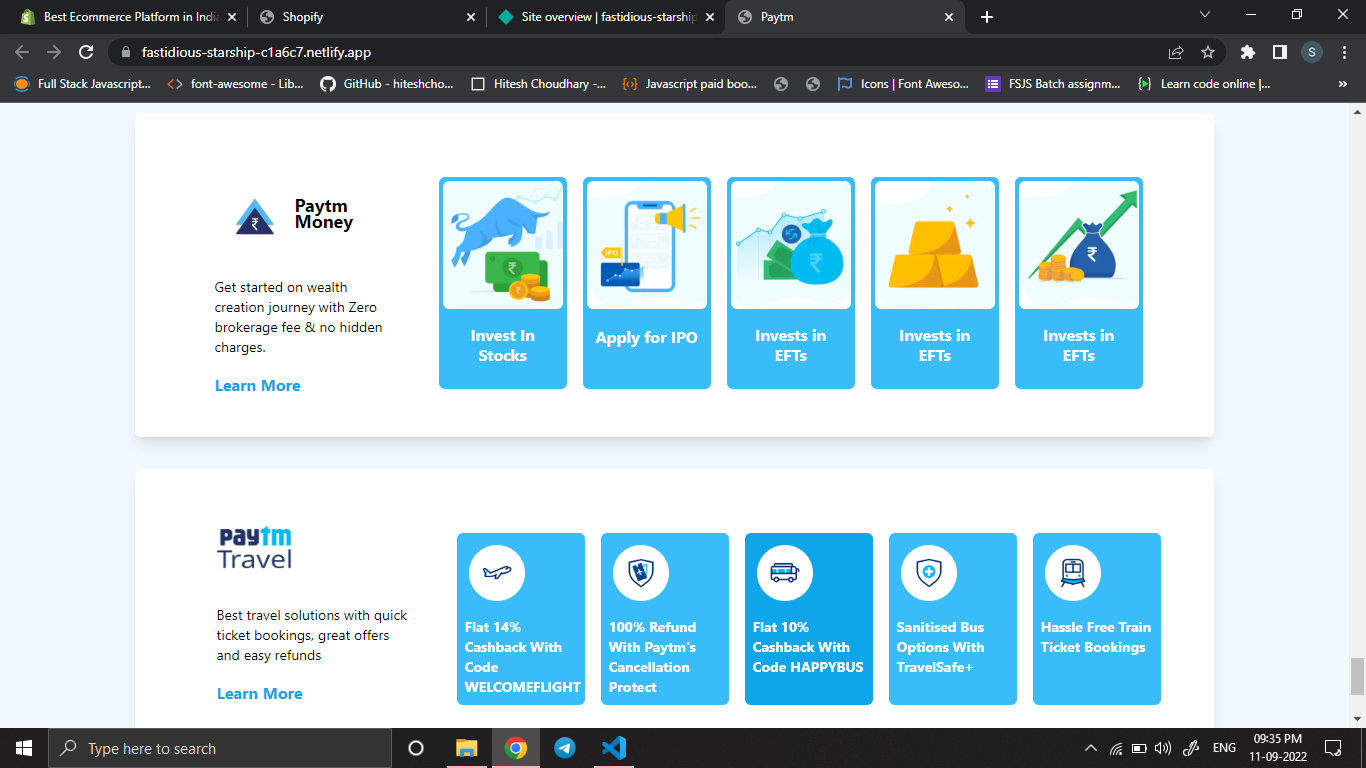 Best Ecommerce Platform in Indi
Shopify
Site overview | fastidious-starship
Paytm
fastidious-starship-c1a6c7.netlify.app
S
Full Stack Javascript...
font-awesome - Lib...
GitHub - hiteshcho...
Hitesh Choudhary -...
Javascript paid boo...
Icons | Font Aweso...
FSJS Batch assignm...
Learn code online |...
»
Paytm
Money
Get started on wealth
creation journey with Zero
brokerage fee & no hidden
charges.
Learn More
₹
₹
IPO
₹
₹
Invest In
Stocks
Apply for IPO
Invests in
EFTs
Invests in
EFTs
Invests in
EFTs
paytm
Travel
Best travel solutions with quick
ticket bookings, great offers
and easy refunds
Learn More
Flat 14%
Cashback With
Code
WELCOMEFLIGHT
100% Refund
With Paytm's
Cancellation
Protect
Flat 10%
Cashback With
Code HAPPYBUS
Sanitised Bus
Options With
TravelSafe+
Hassle Free Train
Ticket Bookings
Type here to search
ENG
09:35 PM
11-09-2022